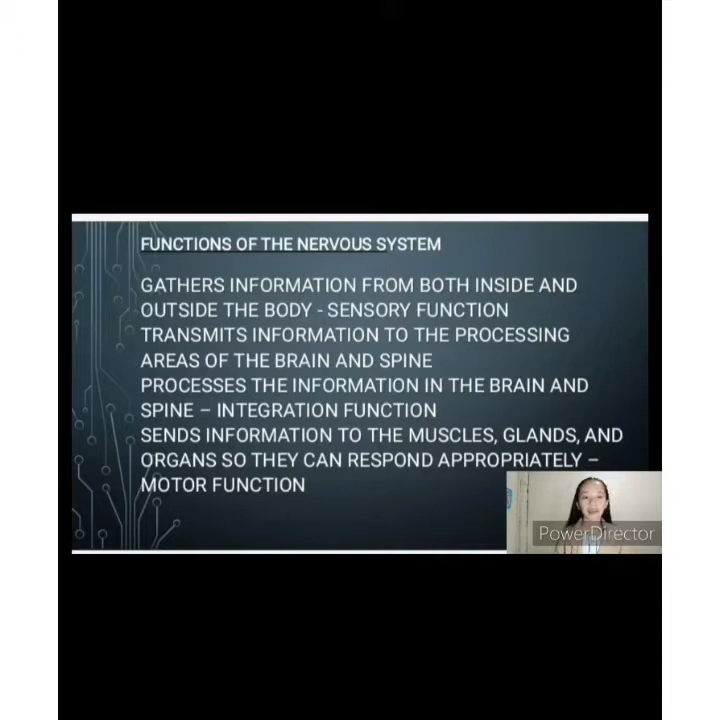 FUNCTIONS OF THE NERVOUS SYSTEM
GATHERS INFORMATION FROM BOTH INSIDE AND
OUTSIDE THE BODY - SENSORY FUNCTION
TRANSMITS INFORMATION TO THE PROCESSING
AREAS OF THE BRAIN AND SPINE
PROCESSES THE INFORMATION IN THE BRAIN AND
SPINE – INTEGRATION FUNCTION
SENDS INFORMATION TO THE MUSCLES, GLANDS, AND
ORGANS SO THEY CAN RESPOND APPROPRIATELY –
MOTOR FUNCTION
PowerDirector